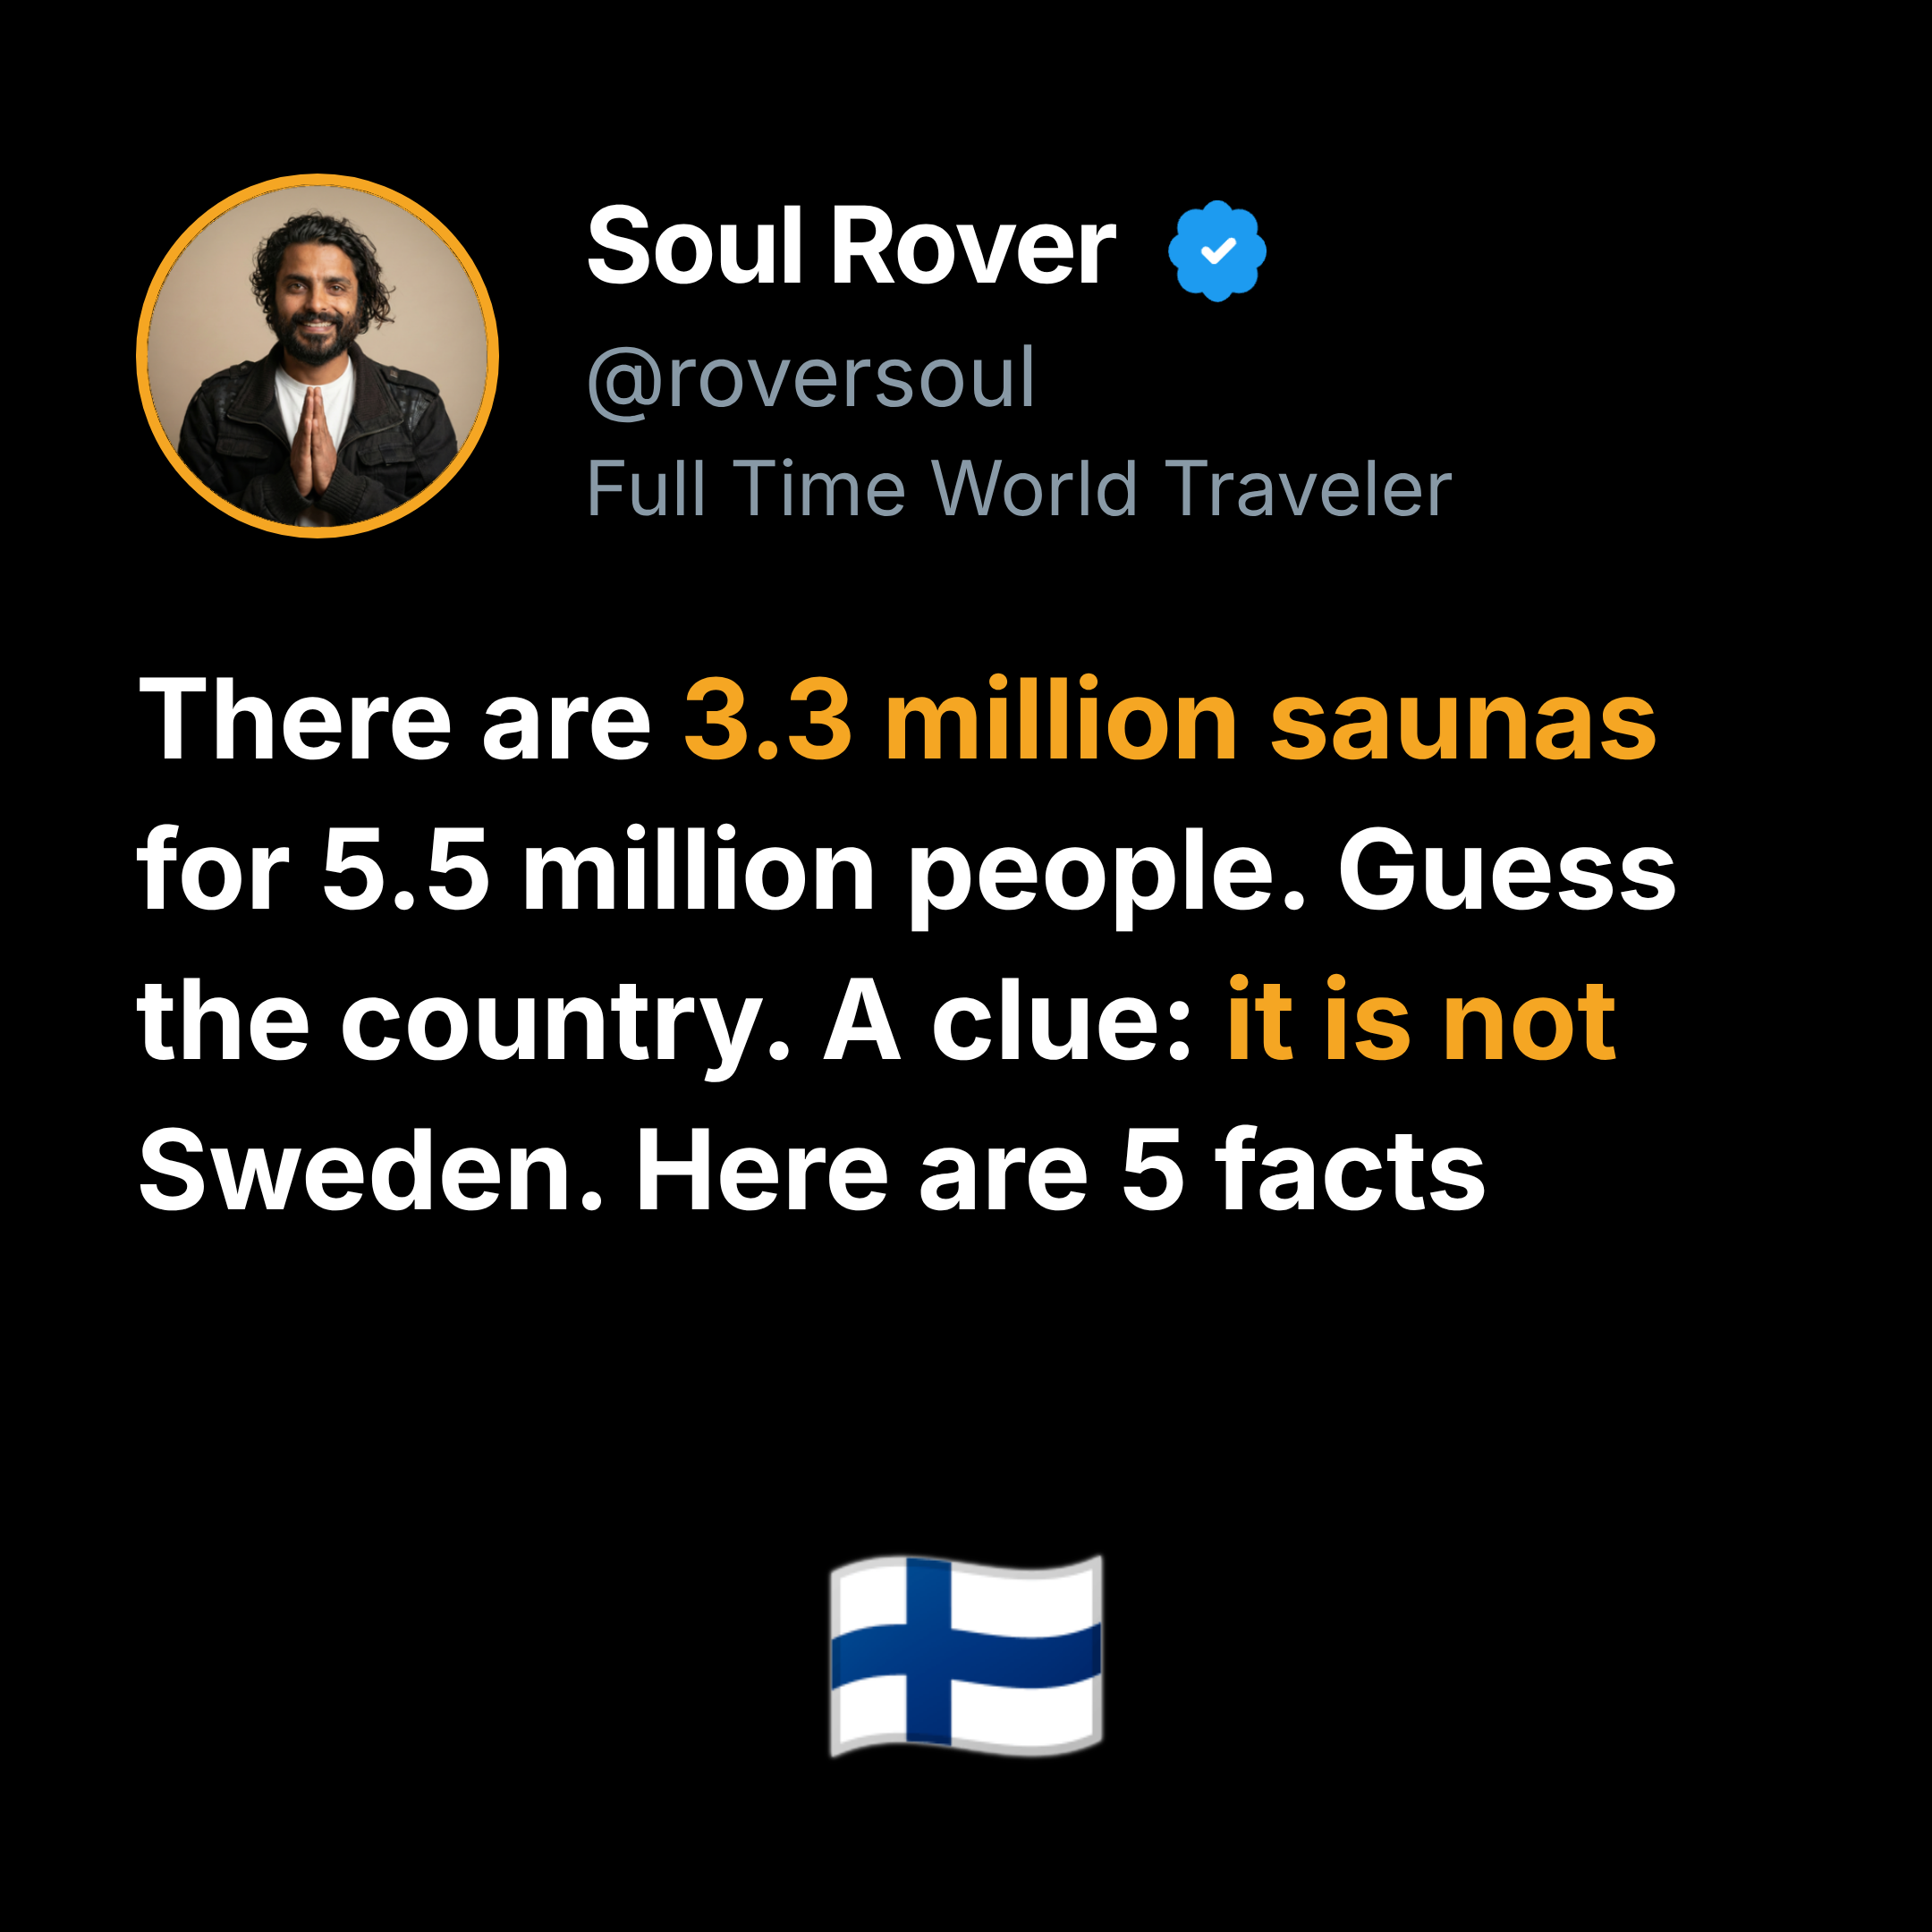 Soul Rover
@roversoul
Full Time World Traveler
There are 3.3 million saunas
for 5.5 million people. Guess
the country. A clue: it is not
Sweden. Here are 5 facts